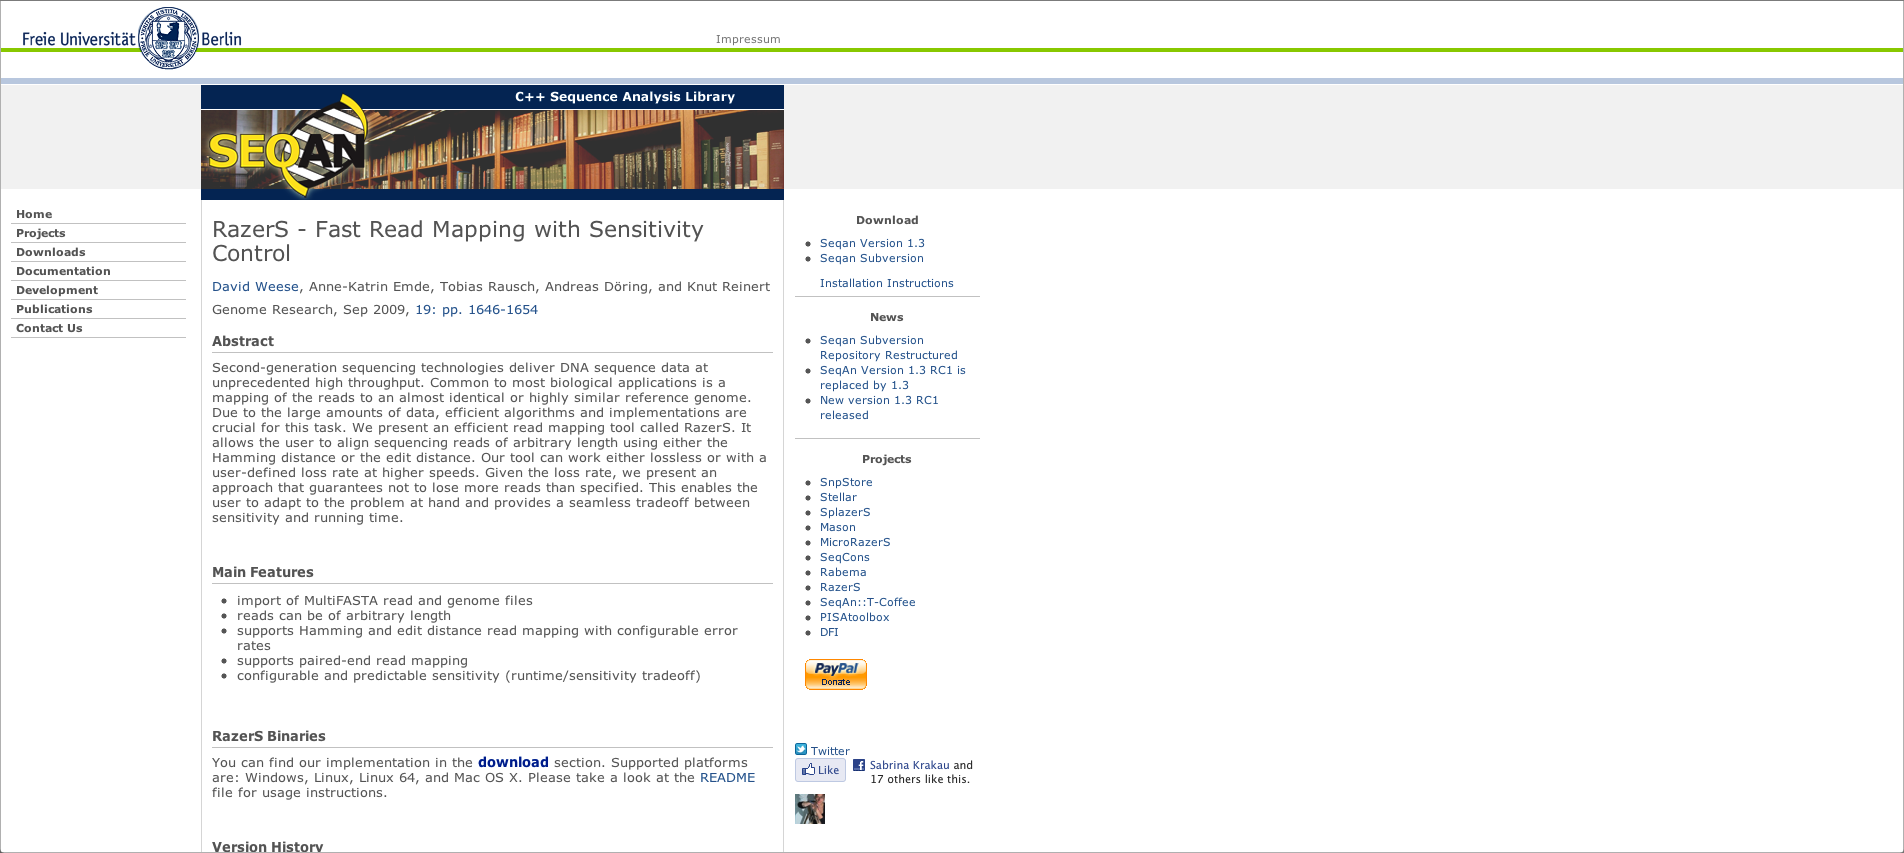 Freie Universität Berlin
Impressum
C++ Sequence Analysis Library
SEQAN
Home
Projects
Downloads
Documentation
Development
Publications
Contact Us
RazerS - Fast Read Mapping with Sensitivity
Control
David Weese, Anne-Katrin Emde, Tobias Rausch, Andreas Döring, and Knut Reinert
Genome Research, Sep 2009, 19: pp. 1646-1654
Abstract
Second-generation sequencing technologies deliver DNA sequence data at
unprecedented high throughput. Common to most biological applications is a
mapping of the reads to an almost identical or highly similar reference genome.
Due to the large amounts of data, efficient algorithms and implementations are
crucial for this task. We present an efficient read mapping tool called RazerS. It
allows the user to align sequencing reads of arbitrary length using either the
Hamming distance or the edit distance. Our tool can work either lossless or with a
user-defined loss rate at higher speeds. Given the loss rate, we present an
approach that guarantees not to lose more reads than specified. This enables the
user to adapt to the problem at hand and provides a seamless tradeoff between
sensitivity and running time.
Main Features
import of MultiFASTA read and genome files
reads can be of arbitrary length
supports Hamming and edit distance read mapping with configurable error
rates
supports paired-end read mapping
configurable and predictable sensitivity (runtime/sensitivity tradeoff)
RazerS Binaries
You can find our implementation in the download section. Supported platforms
are: Windows, Linux, Linux 64, and Mac OS X. Please take a look at the README
file for usage instructions.
Version History
Download
Seqan Version 1.3
Seqan Subversion
Installation Instructions
News
Seqan Subversion
Repository Restructured
SeqAn Version 1.3 RC1 is
replaced by 1.3
New version 1.3 RC1
released
Projects
SnpStore
Stellar
SplazerS
Mason
MicroRazerS
SeqCons
Rabema
RazerS
SeqAn::T-Coffee
PISAtoolbox
DFI
PayPal
Donate
Twitter
Like
Sabrina Krakau and
17 others like this.